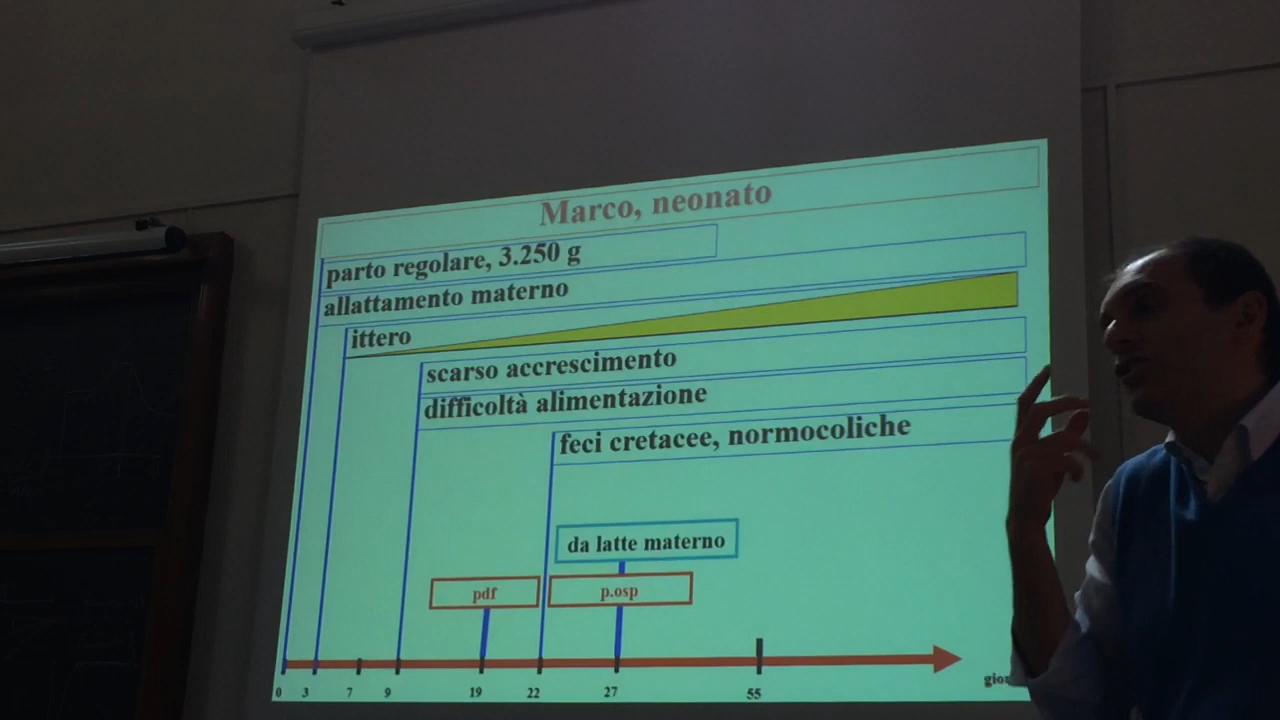 Marco, neonato
parto regolare, 3.250 g
allattamento materno
ittero
scarso accrescimento
difficoltà alimentazione
feci cretacee, normocoliche
da latte materno
pdf
p.osp
0 3 7 9 19 22 27 55